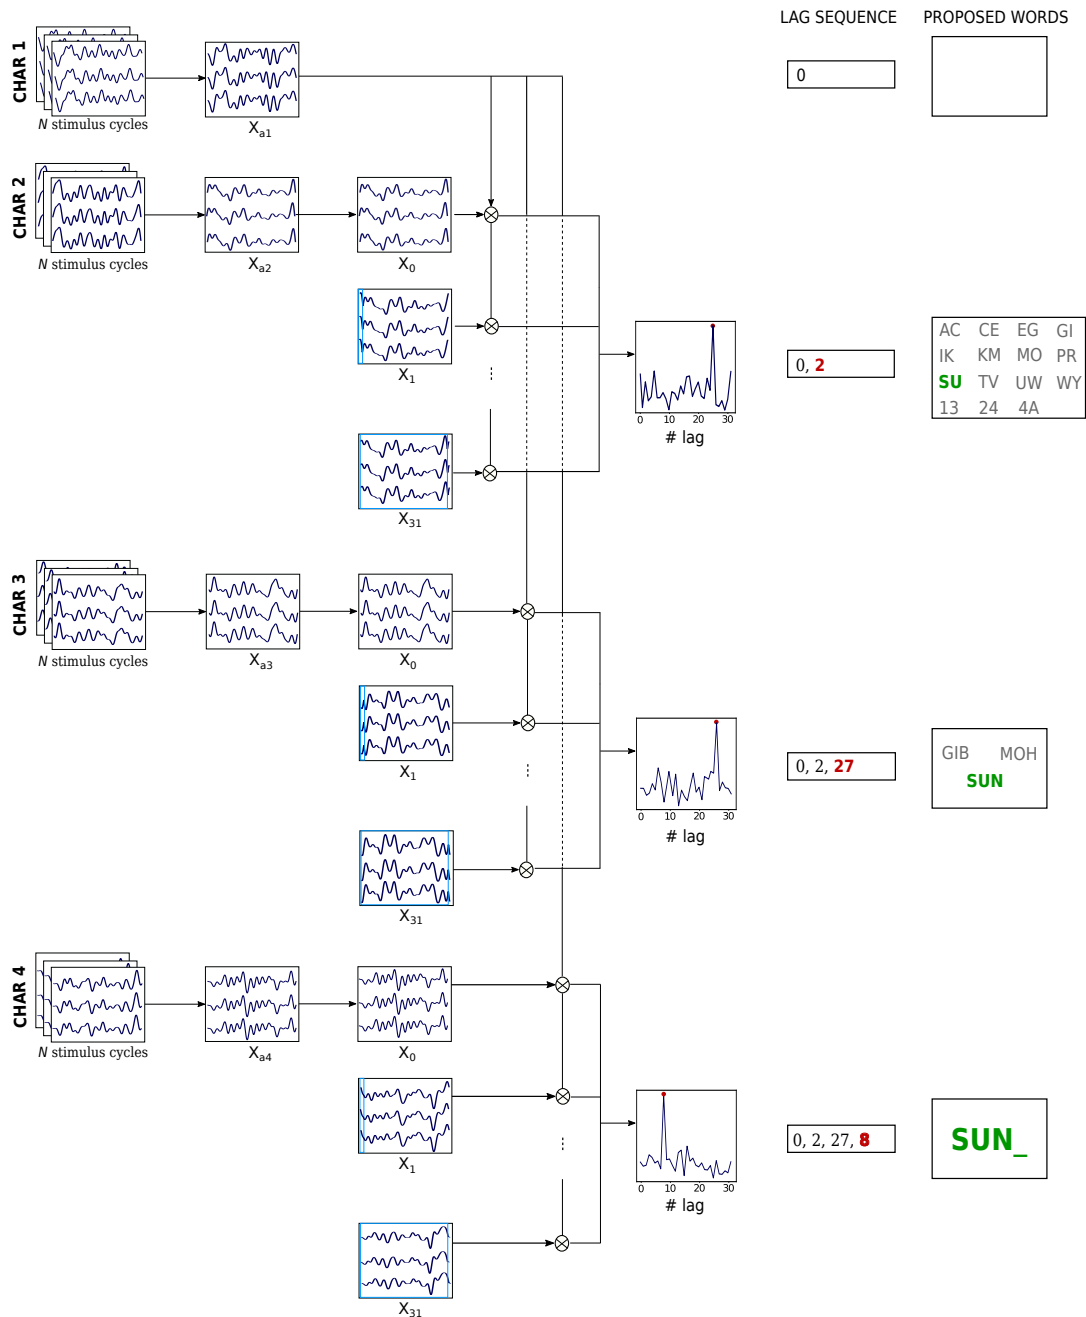 LAG SEQUENCE PROPOSED WORDS
CHAR 1
N stimulus cycles
Xa1
0
CHAR 2
N stimulus cycles
Xa2
X0
X1
X31
0 10 20 30
# lag
0, 2
AC CE EG GI
IK KM MO PR
SU TV UW WY
13 24 4A
CHAR 3
N stimulus cycles
Xa3
X0
X1
X31
0 10 20 30
# lag
0, 2, 27
GIB MOH
SUN
CHAR 4
N stimulus cycles
Xa4
X0
X1
X31
0 10 20 30
# lag
0, 2, 27, 8
SUN_